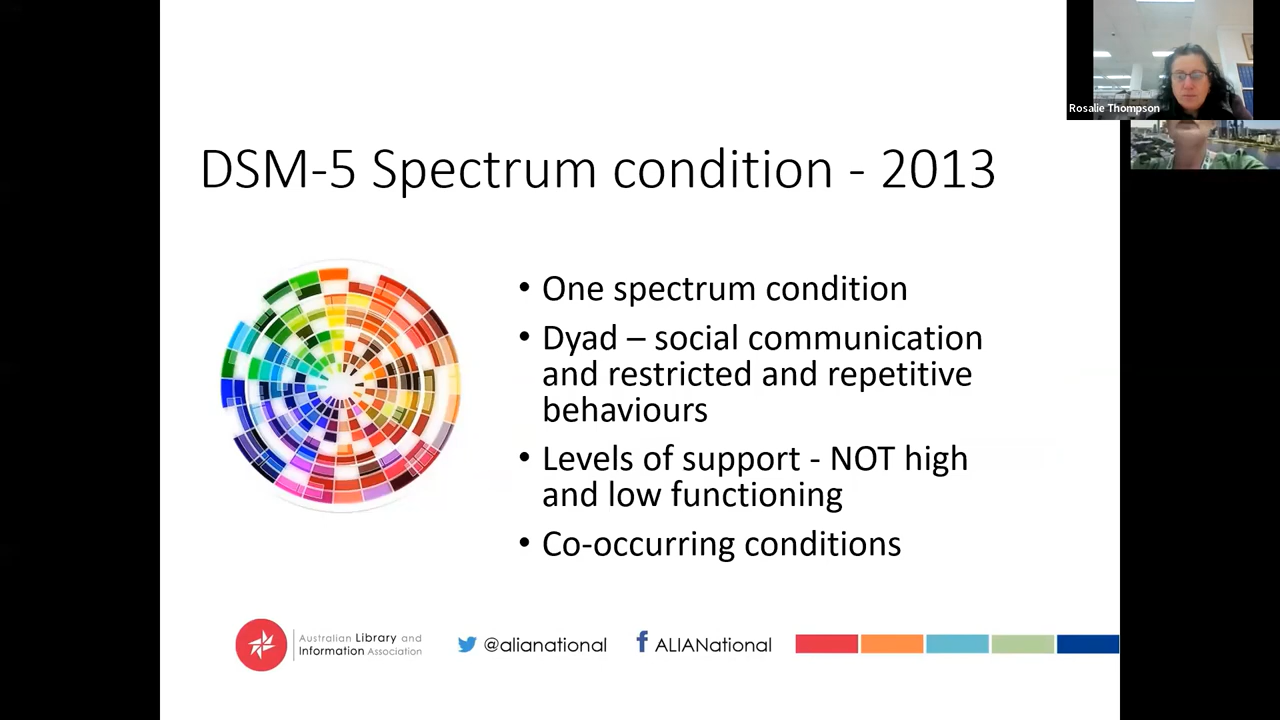 Rosalie Thompson
DSM-5 Spectrum condition - 2013
• One spectrum condition
• Dyad – social communication
and restricted and repetitive
behaviours
• Levels of support - NOT high
and low functioning
• Co-occurring conditions
Australian Library and
Information Association
@alianational
ALIANational